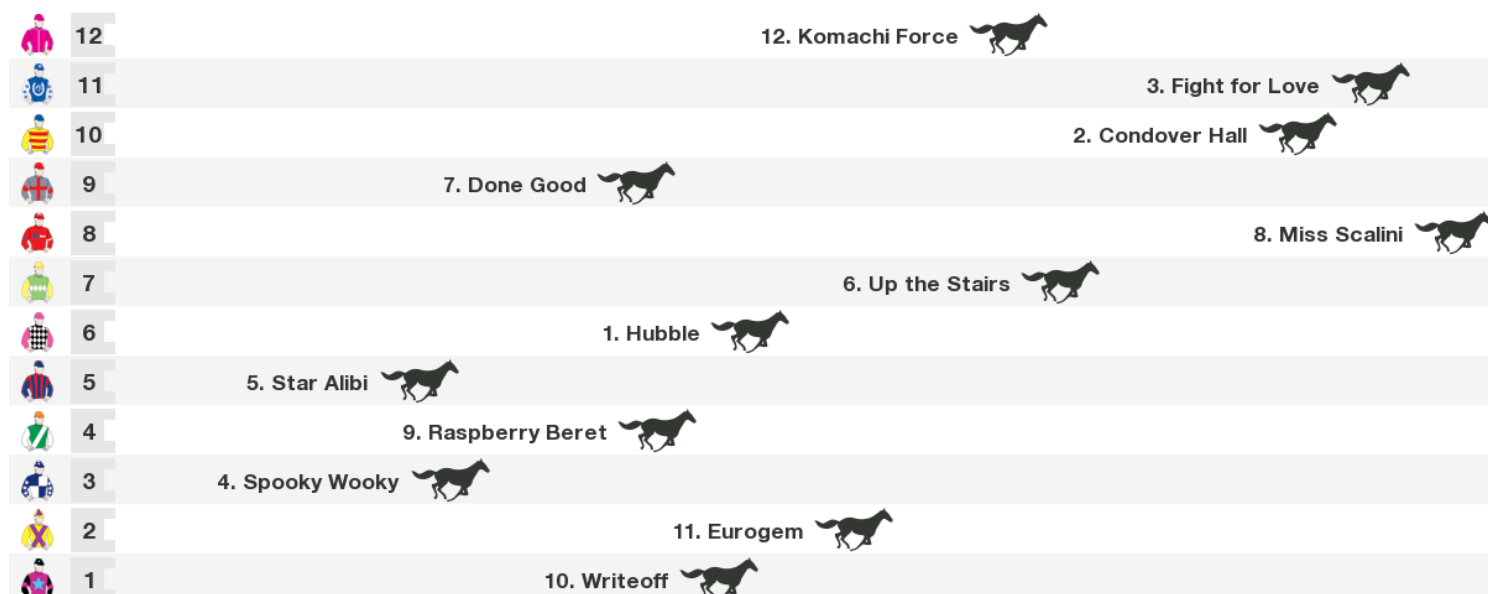 12 12. Komachi Force
11 3. Fight for Love
10 2. Condover Hall
9 7. Done Good
8 8. Miss Scalini
7 6. Up the Stairs
6 1. Hubble
5 5. Star Alibi
4 9. Raspberry Beret
3 4. Spooky Wooky
2 11. Eurogem
1 10. Writeoff